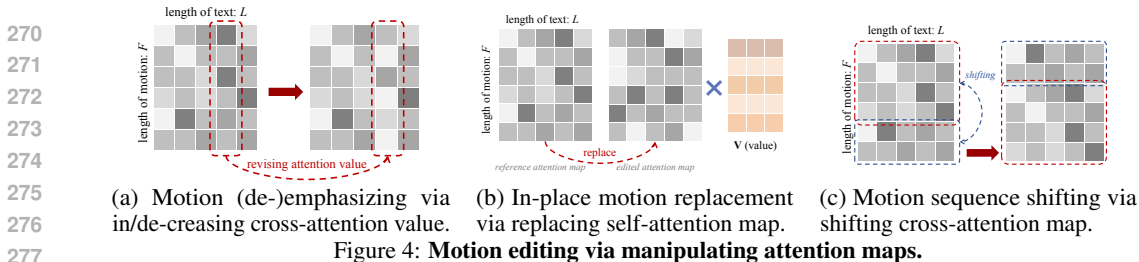 270
271
272
273
274
275
276
277
length of text: L
length of motion: F
revising attention value
(a) Motion (de-)emphasizing via
in/de-creasing cross-attention value.
length of text: L
length of motion: F
V (value)
replace
reference attention map
edited attention map
(b) In-place motion replacement
via replacing self-attention map.
length of text: L
length of motion: F
shifting
(c) Motion sequence shifting via
shifting cross-attention map.
Figure 4: Motion editing via manipulating attention maps.